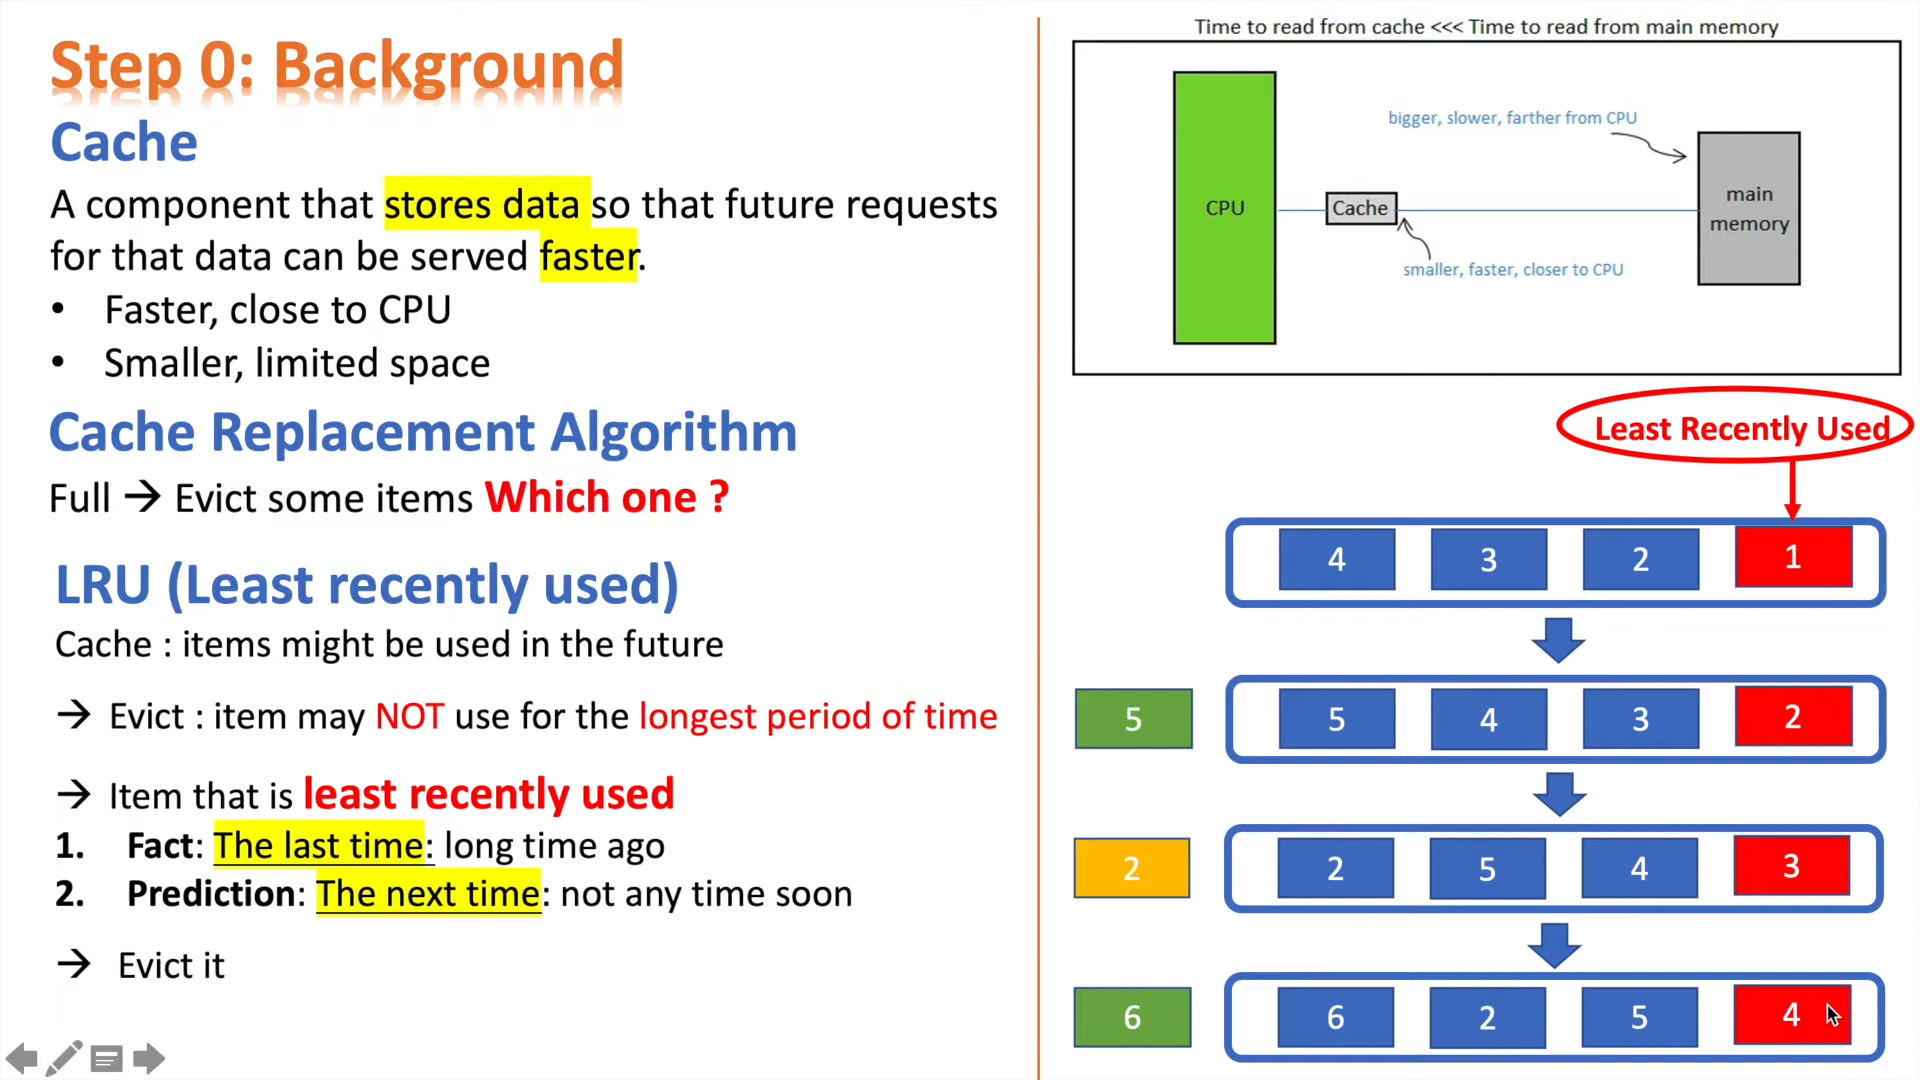 Step 0: Background
Cache
A component that stores data so that future requests
for that data can be served faster.
• Faster, close to CPU
• Smaller, limited space
Cache Replacement Algorithm
Full → Evict some items Which one ?
LRU (Least recently used)
Cache : items might be used in the future
→ Evict : item may NOT use for the longest period of time
→ Item that is least recently used
1. Fact: The last time: long time ago
2. Prediction: The next time: not any time soon
→ Evict it
Time to read from cache <<< Time to read from main memory
bigger, slower, farther from CPU
CPU
Cache
main
memory
smaller, faster, closer to CPU
Least Recently Used
4 3 2 1
5 5 4 3 2
2 2 5 4 3
6 6 2 5 4